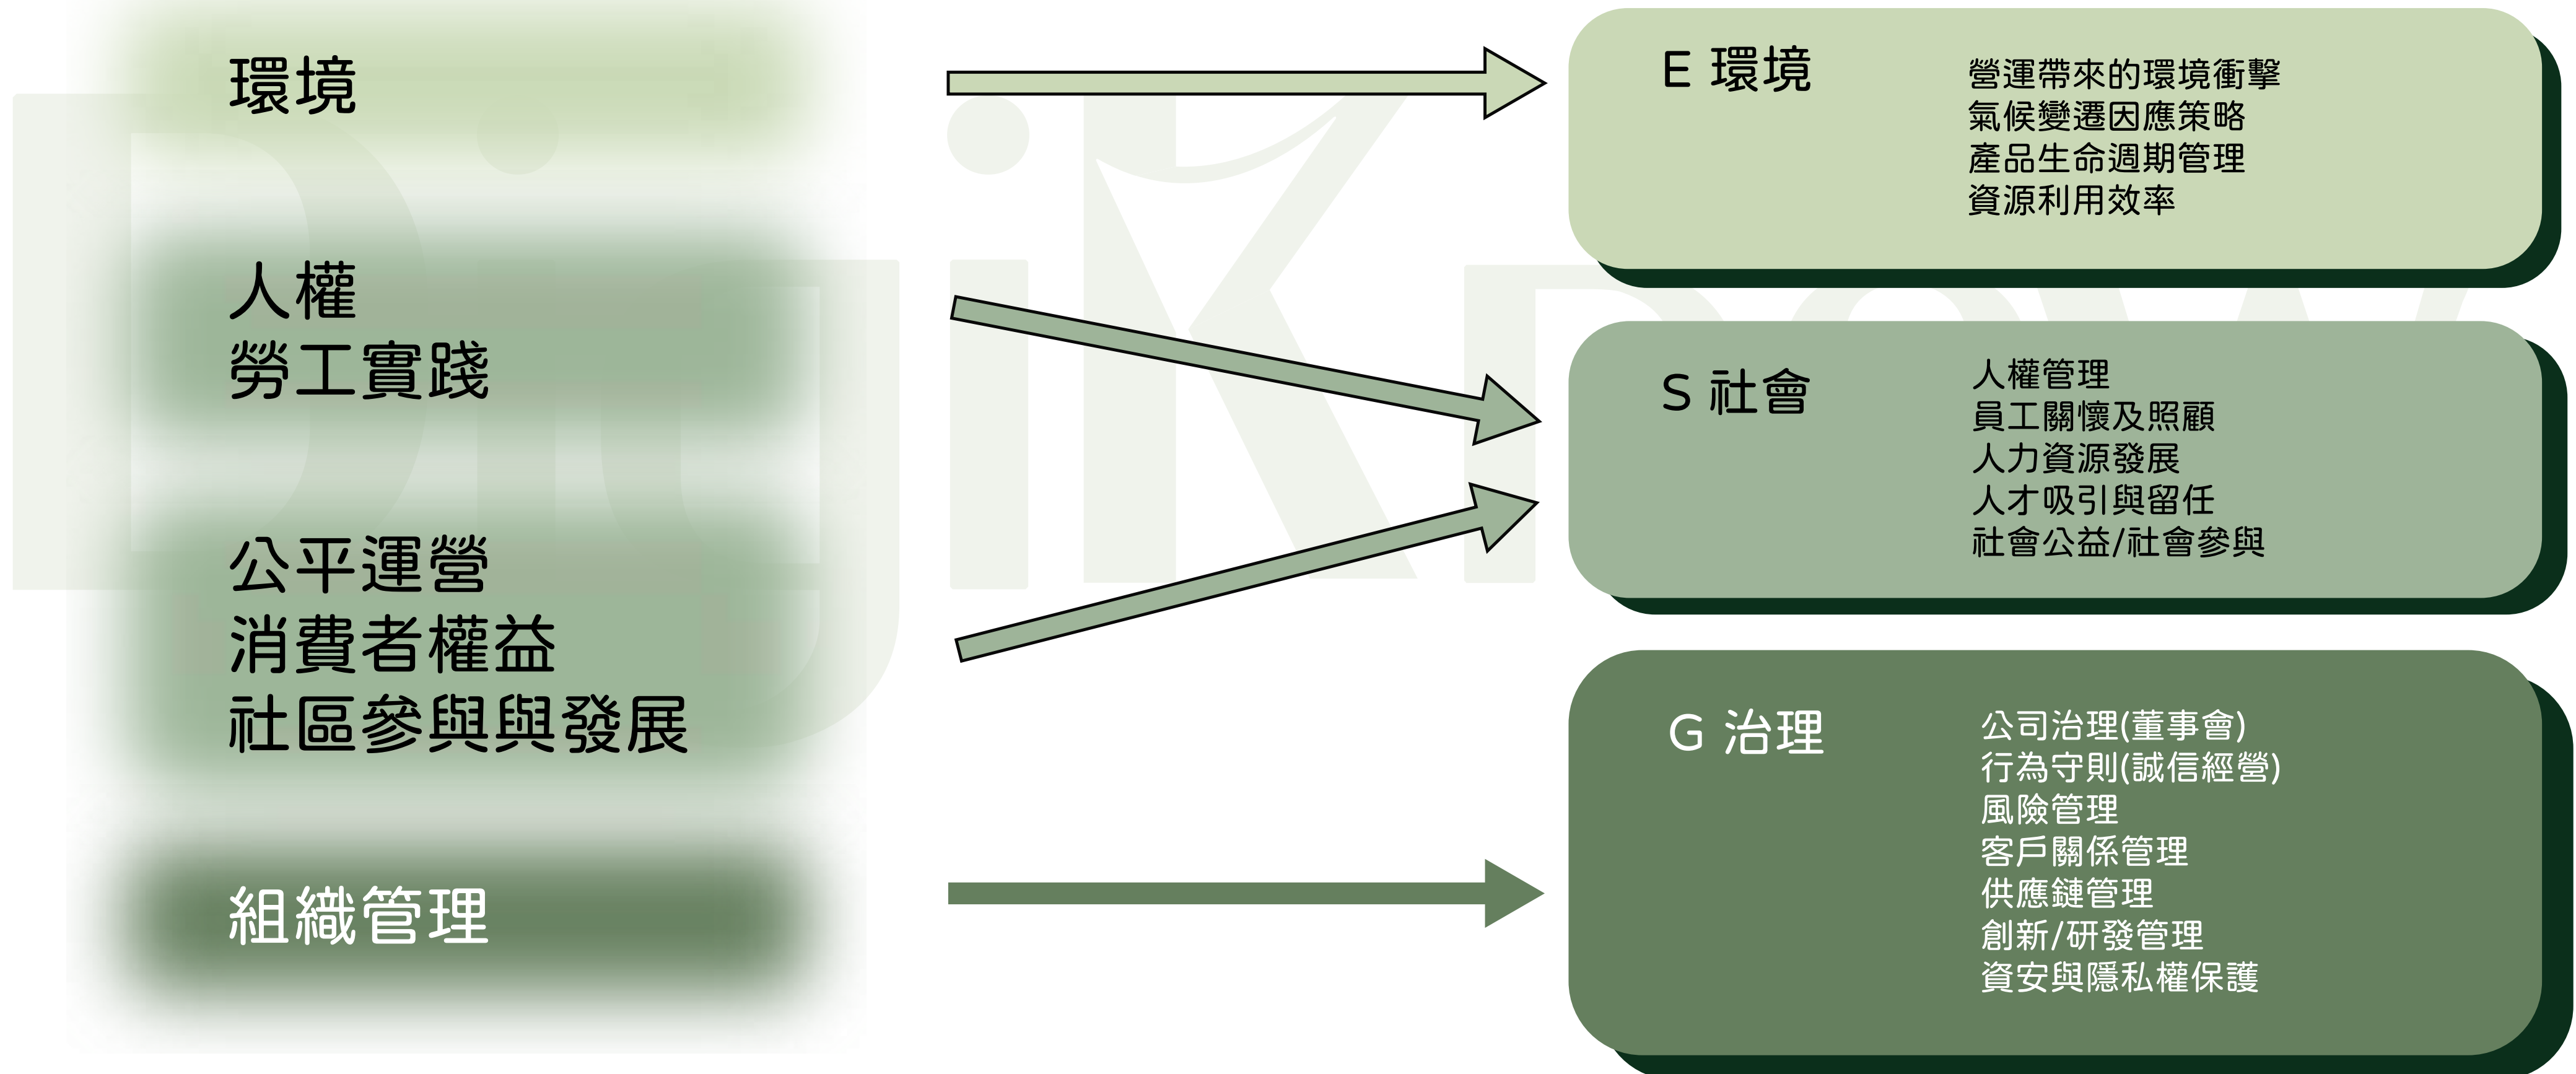 環境
人權
勞工實踐
公平運營
消費者權益
社區參與與發展
組織管理
E 環境
營運帶來的環境衝擊
氣候變遷因應策略
產品生命週期管理
資源利用效率
S 社會
人權管理
員工關懷及照顧
人力資源發展
人才吸引與留任
社會公益/社會參與
G 治理
公司治理(董事會)
行為守則(誠信經營)
風險管理
客戶關係管理
供應鏈管理
創新/研發管理
資安與隱私權保護
DigiKnow